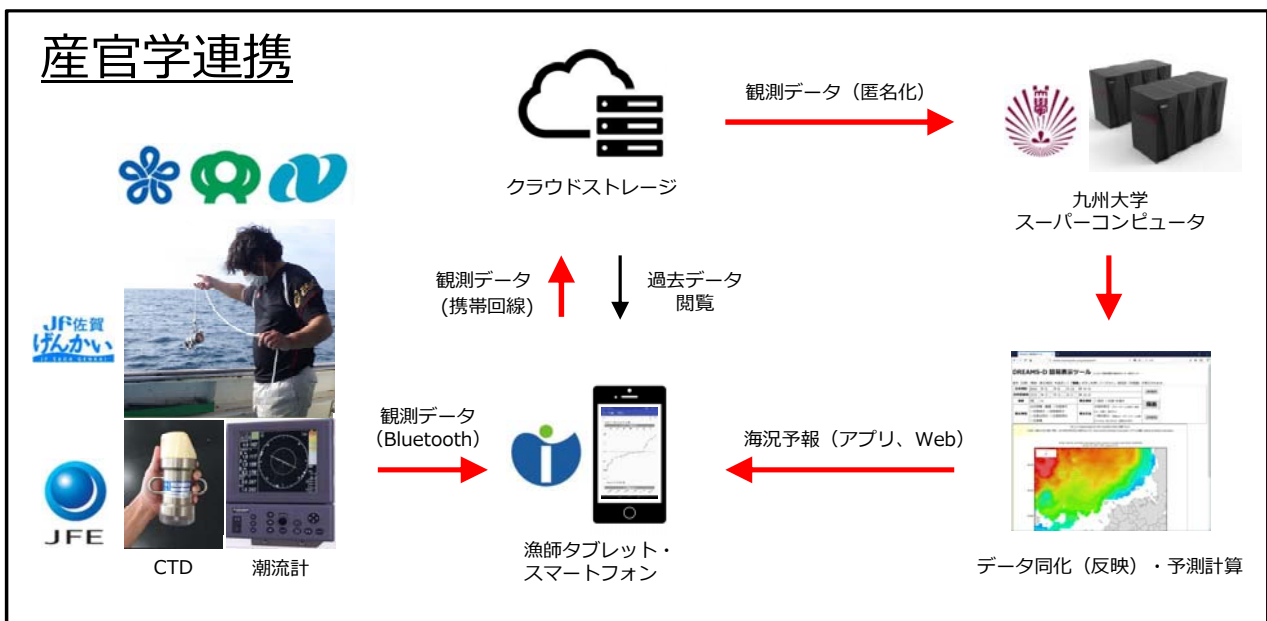 産官学連携
クラウドストレージ
観測データ（匿名化）
九州大学
スーパーコンピュータ
観測データ
(携帯回線)
過去データ
閲覧
JF佐賀
げんかい
JF SAGA GENKAI
観測データ
（Bluetooth）
海況予報（アプリ、Web）
DREAMS-D 簡易表示ツール
JFE
CTD
潮流計
漁師タブレット・
スマートフォン
データ同化（反映）・予測計算